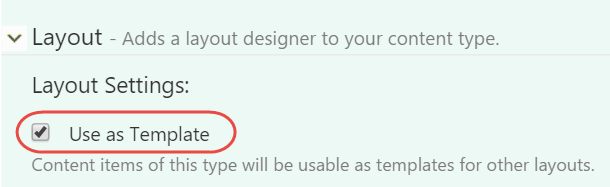 Layout - Adds a layout designer to your content type.
Layout Settings:
Use as Template
Content items of this type will be usable as templates for other layouts.